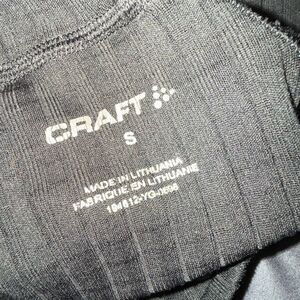 CRAFT
S
MADE IN LITHUANIA
FABRIQUE EN LITHUANIE